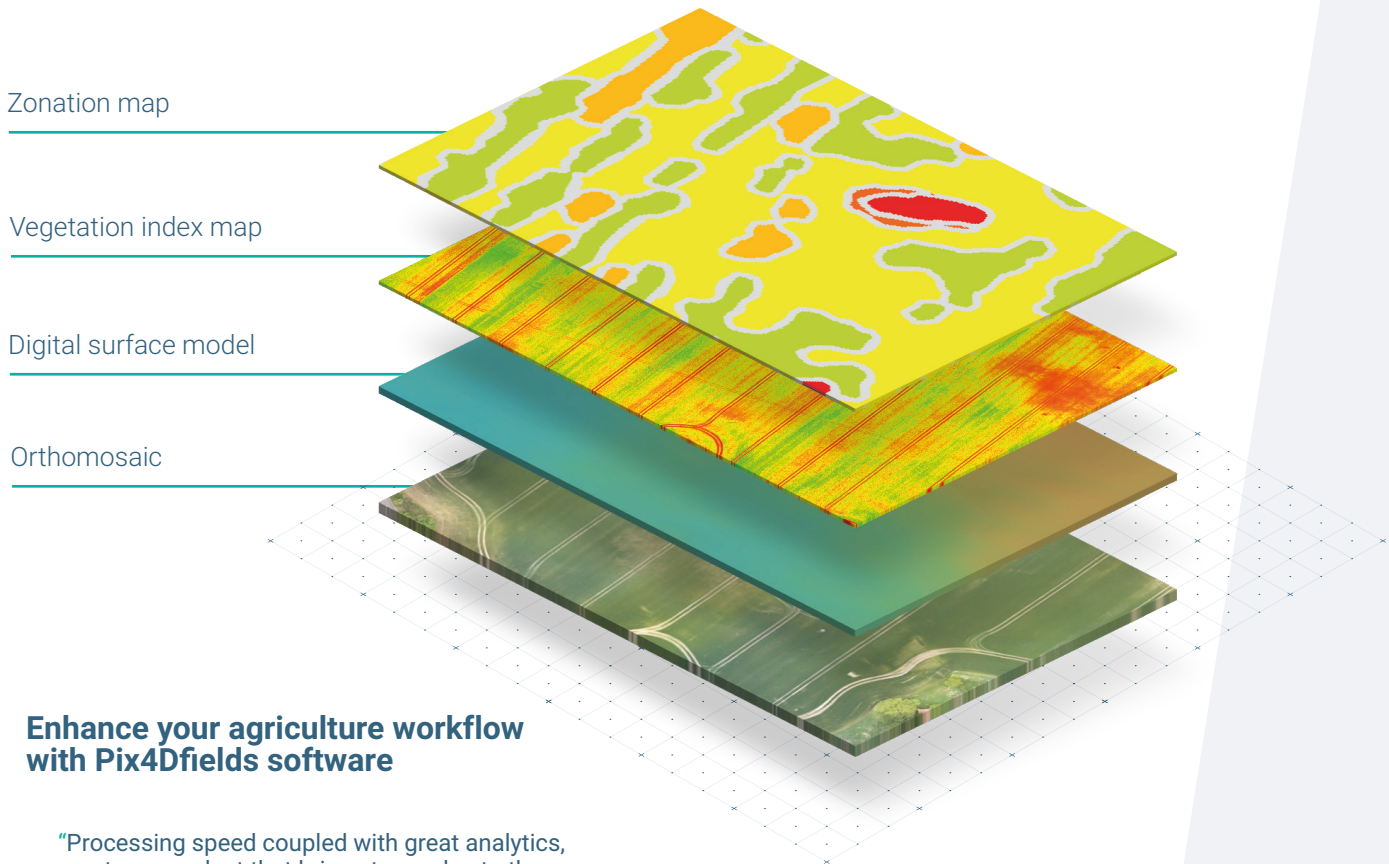 Zonation map
Vegetation index map
Digital surface model
Orthomosaic
Enhance your agriculture workflow
with Pix4Dfields software
“Processing speed coupled with great analytics,